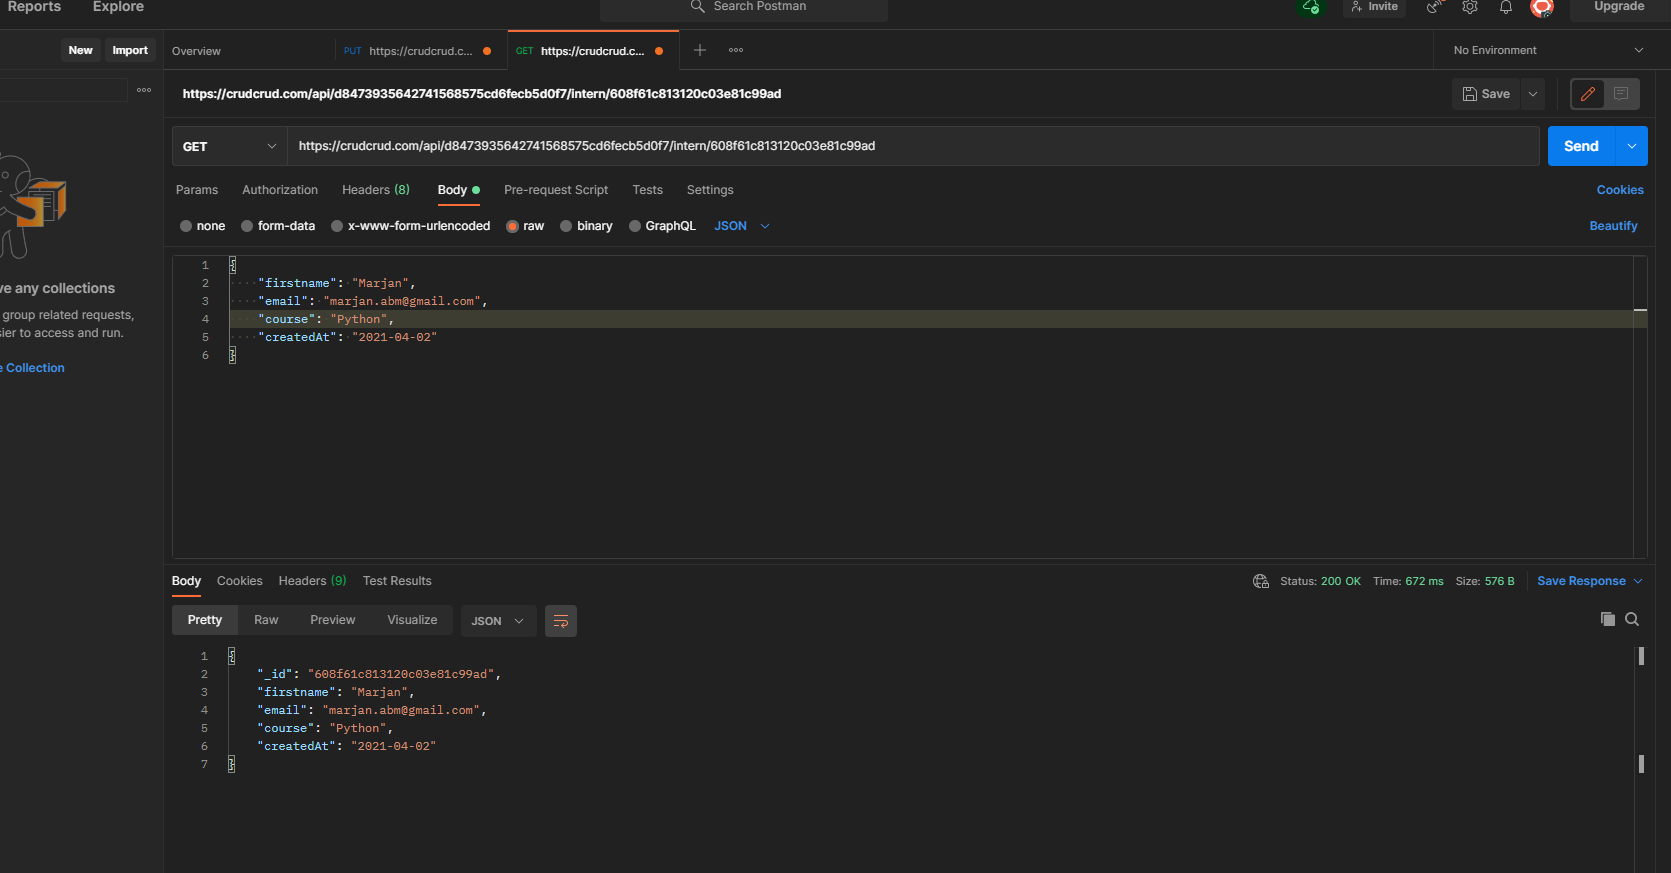 Reports Explore Search Postman Invite Upgrade
New Import Overview PUT https://crudcrud.c... GET https://crudcrud.c... No Environment
https://crudcrud.com/api/d8473935642741568575cd6fecb5d0f7/intern/608f61c813120c03e81c99ad Save
GET https://crudcrud.com/api/d8473935642741568575cd6fecb5d0f7/intern/608f61c813120c03e81c99ad Send
Params Authorization Headers (8) Body Pre-request Script Tests Settings Cookies
none form-data x-www-form-urlencoded raw binary GraphQL JSON Beautify
ve any collections
group related requests,
sier to access and run.
e Collection
1 {
2 "firstname": "Marjan",
3 "email": "marjan.abm@gmail.com",
4 "course": "Python",
5 "createdAt": "2021-04-02"
6 }
Body Cookies Headers (9) Test Results Status: 200 OK Time: 672 ms Size: 576 B Save Response
Pretty Raw Preview Visualize JSON
1 {
2 "_id": "608f61c813120c03e81c99ad",
3 "firstname": "Marjan",
4 "email": "marjan.abm@gmail.com",
5 "course": "Python",
6 "createdAt": "2021-04-02"
7 }